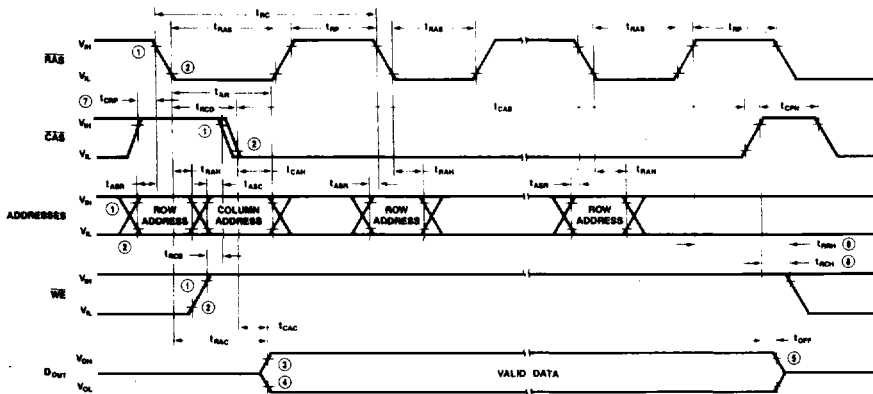 tRC
tRAS tRP tRAS tRAS tRP
VIH
RAS ① ②
VIL
tAR
⑦ tCRP tRCD tCAS tCPN
VIH
CAS ① ②
VIL
tRAH tCAH tRAH tRAH
tASR tASC tASR tASR
VIH
ADDRESSES ① ROW ADDRESS COLUMN ADDRESS ROW ADDRESS ROW ADDRESS
VIL
②
tRRH ⑧
tRCS tRCH ⑧
VIH
WE ① ②
VIL
tRAC tCAC tOFF
VOH ③ ⑤
DOUT VALID DATA
VOL ④